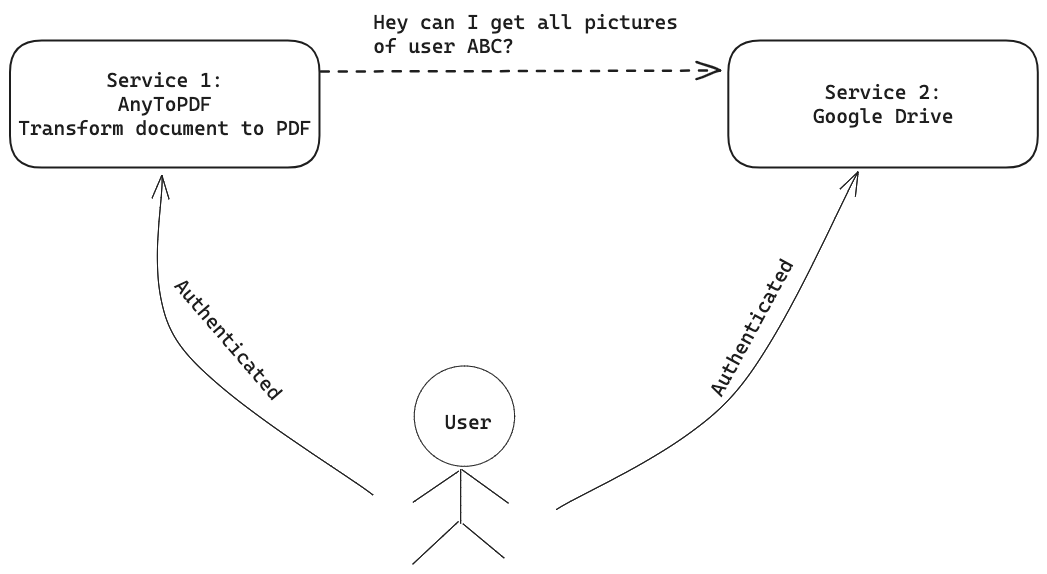 Hey can I get all pictures
of user ABC?
Service 1:
AnyToPDF
Transform document to PDF
Service 2:
Google Drive
Authenticated
Authenticated
User